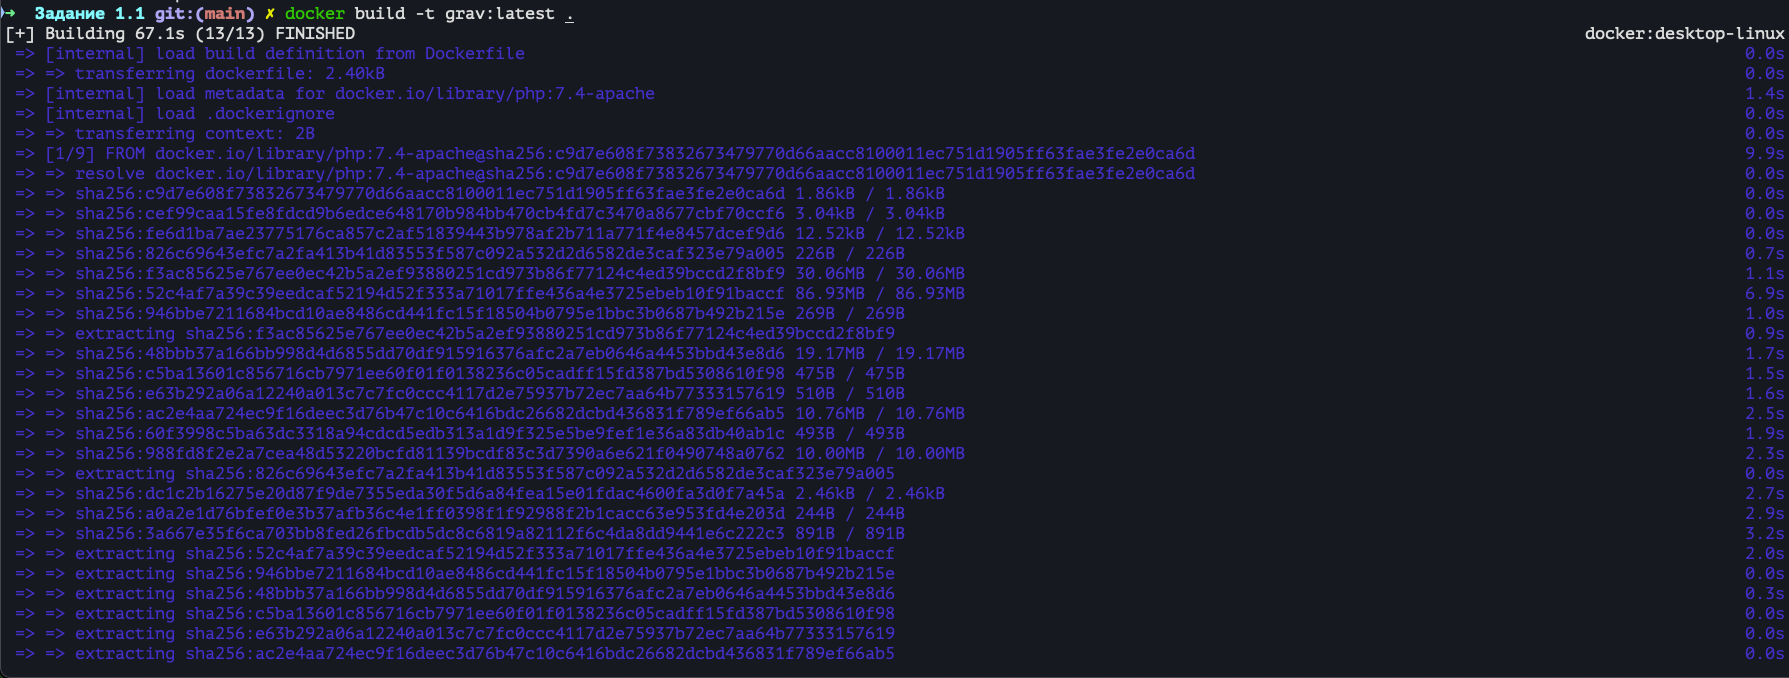 ➜  Задание 1.1 git:(main) ✗ docker build -t grav:latest .
[+] Building 67.1s (13/13) FINISHED docker:desktop-linux
=> [internal] load build definition from Dockerfile 0.0s
=> => transferring dockerfile: 2.40kB 0.0s
=> [internal] load metadata for docker.io/library/php:7.4-apache 1.4s
=> [internal] load .dockerignore 0.0s
=> => transferring context: 2B 0.0s
=> [1/9] FROM docker.io/library/php:7.4-apache@sha256:c9d7e608f73832673479770d66aacc8100011ec751d1905ff63fae3fe2e0ca6d 9.9s
=> => resolve docker.io/library/php:7.4-apache@sha256:c9d7e608f73832673479770d66aacc8100011ec751d1905ff63fae3fe2e0ca6d 0.0s
=> => sha256:c9d7e608f73832673479770d66aacc8100011ec751d1905ff63fae3fe2e0ca6d 1.86kB / 1.86kB 0.0s
=> => sha256:cef99caa15fe8fdcd9b6edce648170b984bb470cb4fd7c3470a8677cbf70ccf6 3.04kB / 3.04kB 0.0s
=> => sha256:fe6d1ba7ae23775176ca857c2af51839443b978af2b711a771f4e8457dcef9d6 12.52kB / 12.52kB 0.0s
=> => sha256:826c69643efc7a2fa413b41d83553f587c092a532d2d6582de3caf323e79a005 226B / 226B 0.7s
=> => sha256:f3ac85625e767ee0ec42b5a2ef93880251cd973b86f77124c4ed39bccd2f8bf9 30.06MB / 30.06MB 1.1s
=> => sha256:52c4af7a39c39eedcaf52194d52f333a71017ffe436a4e3725ebeb10f91baccf 86.93MB / 86.93MB 6.9s
=> => sha256:946bbe7211684bcd10ae8486cd441fc15f18504b0795e1bbc3b0687b492b215e 269B / 269B 1.0s
=> => extracting sha256:f3ac85625e767ee0ec42b5a2ef93880251cd973b86f77124c4ed39bccd2f8bf9 0.9s
=> => sha256:48bbb37a166bb998d4d6855dd70df915916376afc2a7eb0646a4453bbd43e8d6 19.17MB / 19.17MB 1.7s
=> => sha256:c5ba13601c856716cb7971ee60f01f0138236c05cadff15fd387bd5308610f98 475B / 475B 1.5s
=> => sha256:e63b292a06a12240a013c7c7fc0ccc4117d2e75937b72ec7aa64b77333157619 510B / 510B 1.6s
=> => sha256:ac2e4aa724ec9f16deec3d76b47c10c6416bdc26682dcbd436831f789ef66ab5 10.76MB / 10.76MB 2.5s
=> => sha256:60f3998c5ba63dc3318a94cdcd5edb313a1d9f325e5be9fef1e36a83db40ab1c 493B / 493B 1.9s
=> => sha256:988fd8f2e2a7cea48d53220bcfd81139bcdf83c3d7390a6e621f0490748a0762 10.00MB / 10.00MB 2.3s
=> => extracting sha256:826c69643efc7a2fa413b41d83553f587c092a532d2d6582de3caf323e79a005 0.0s
=> => sha256:dc1c2b16275e20d87f9de7355eda30f5d6a84fea15e01fdac4600fa3d0f7a45a 2.46kB / 2.46kB 2.7s
=> => sha256:a0a2e1d76bfef0e3b37afb36c4e1ff0398f1f92988f2b1cacc63e953fd4e203d 244B / 244B 2.9s
=> => sha256:3a667e35f6ca703bb8fed26fbcdb5dc8c6819a82112f6c4da8dd9441e6c222c3 891B / 891B 3.2s
=> => extracting sha256:52c4af7a39c39eedcaf52194d52f333a71017ffe436a4e3725ebeb10f91baccf 2.0s
=> => extracting sha256:946bbe7211684bcd10ae8486cd441fc15f18504b0795e1bbc3b0687b492b215e 0.0s
=> => extracting sha256:48bbb37a166bb998d4d6855dd70df915916376afc2a7eb0646a4453bbd43e8d6 0.3s
=> => extracting sha256:c5ba13601c856716cb7971ee60f01f0138236c05cadff15fd387bd5308610f98 0.0s
=> => extracting sha256:e63b292a06a12240a013c7c7fc0ccc4117d2e75937b72ec7aa64b77333157619 0.0s
=> => extracting sha256:ac2e4aa724ec9f16deec3d76b47c10c6416bdc26682dcbd436831f789ef66ab5 0.0s